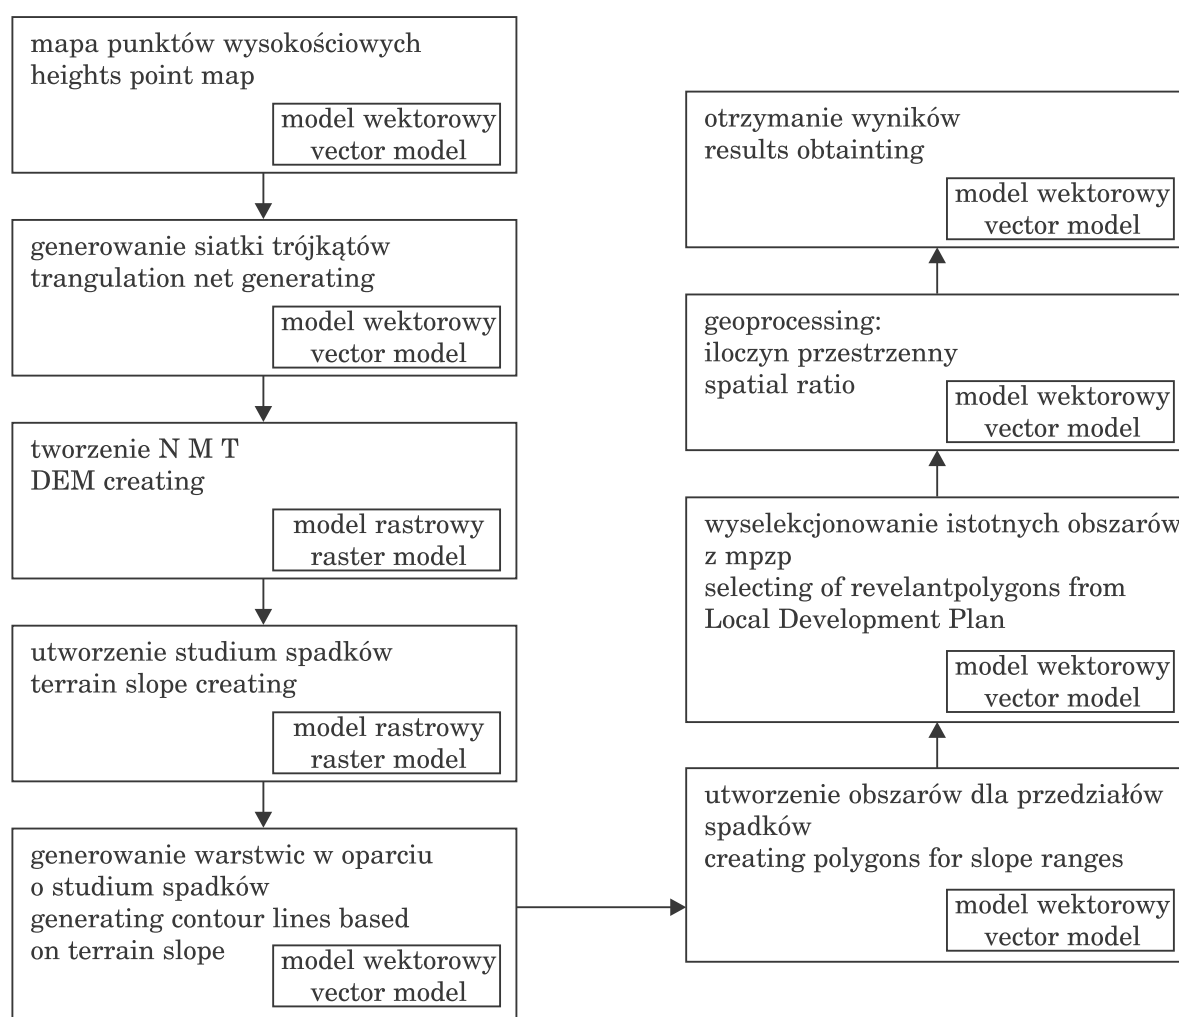 mapa punktów wysokościowych
heights point map
model wektorowy
vector model
generowanie siatki trójkątów
trangulation net generating
model wektorowy
vector model
tworzenie N M T
DEM creating
model rastrowy
raster model
utworzenie studium spadków
terrain slope creating
model rastrowy
raster model
generowanie warstwic w oparciu
o studium spadków
generating contour lines based
on terrain slope
model wektorowy
vector model
utworzenie obszarów dla przedziałów
spadków
creating polygons for slope ranges
model wektorowy
vector model
wyselekcjonowanie istotnych obszarów
z mpzp
selecting of revelantpolygons from
Local Development Plan
model wektorowy
vector model
geoprocessing:
iloczyn przestrzenny
spatial ratio
model wektorowy
vector model
otrzymanie wyników
results obtainting
model wektorowy
vector model